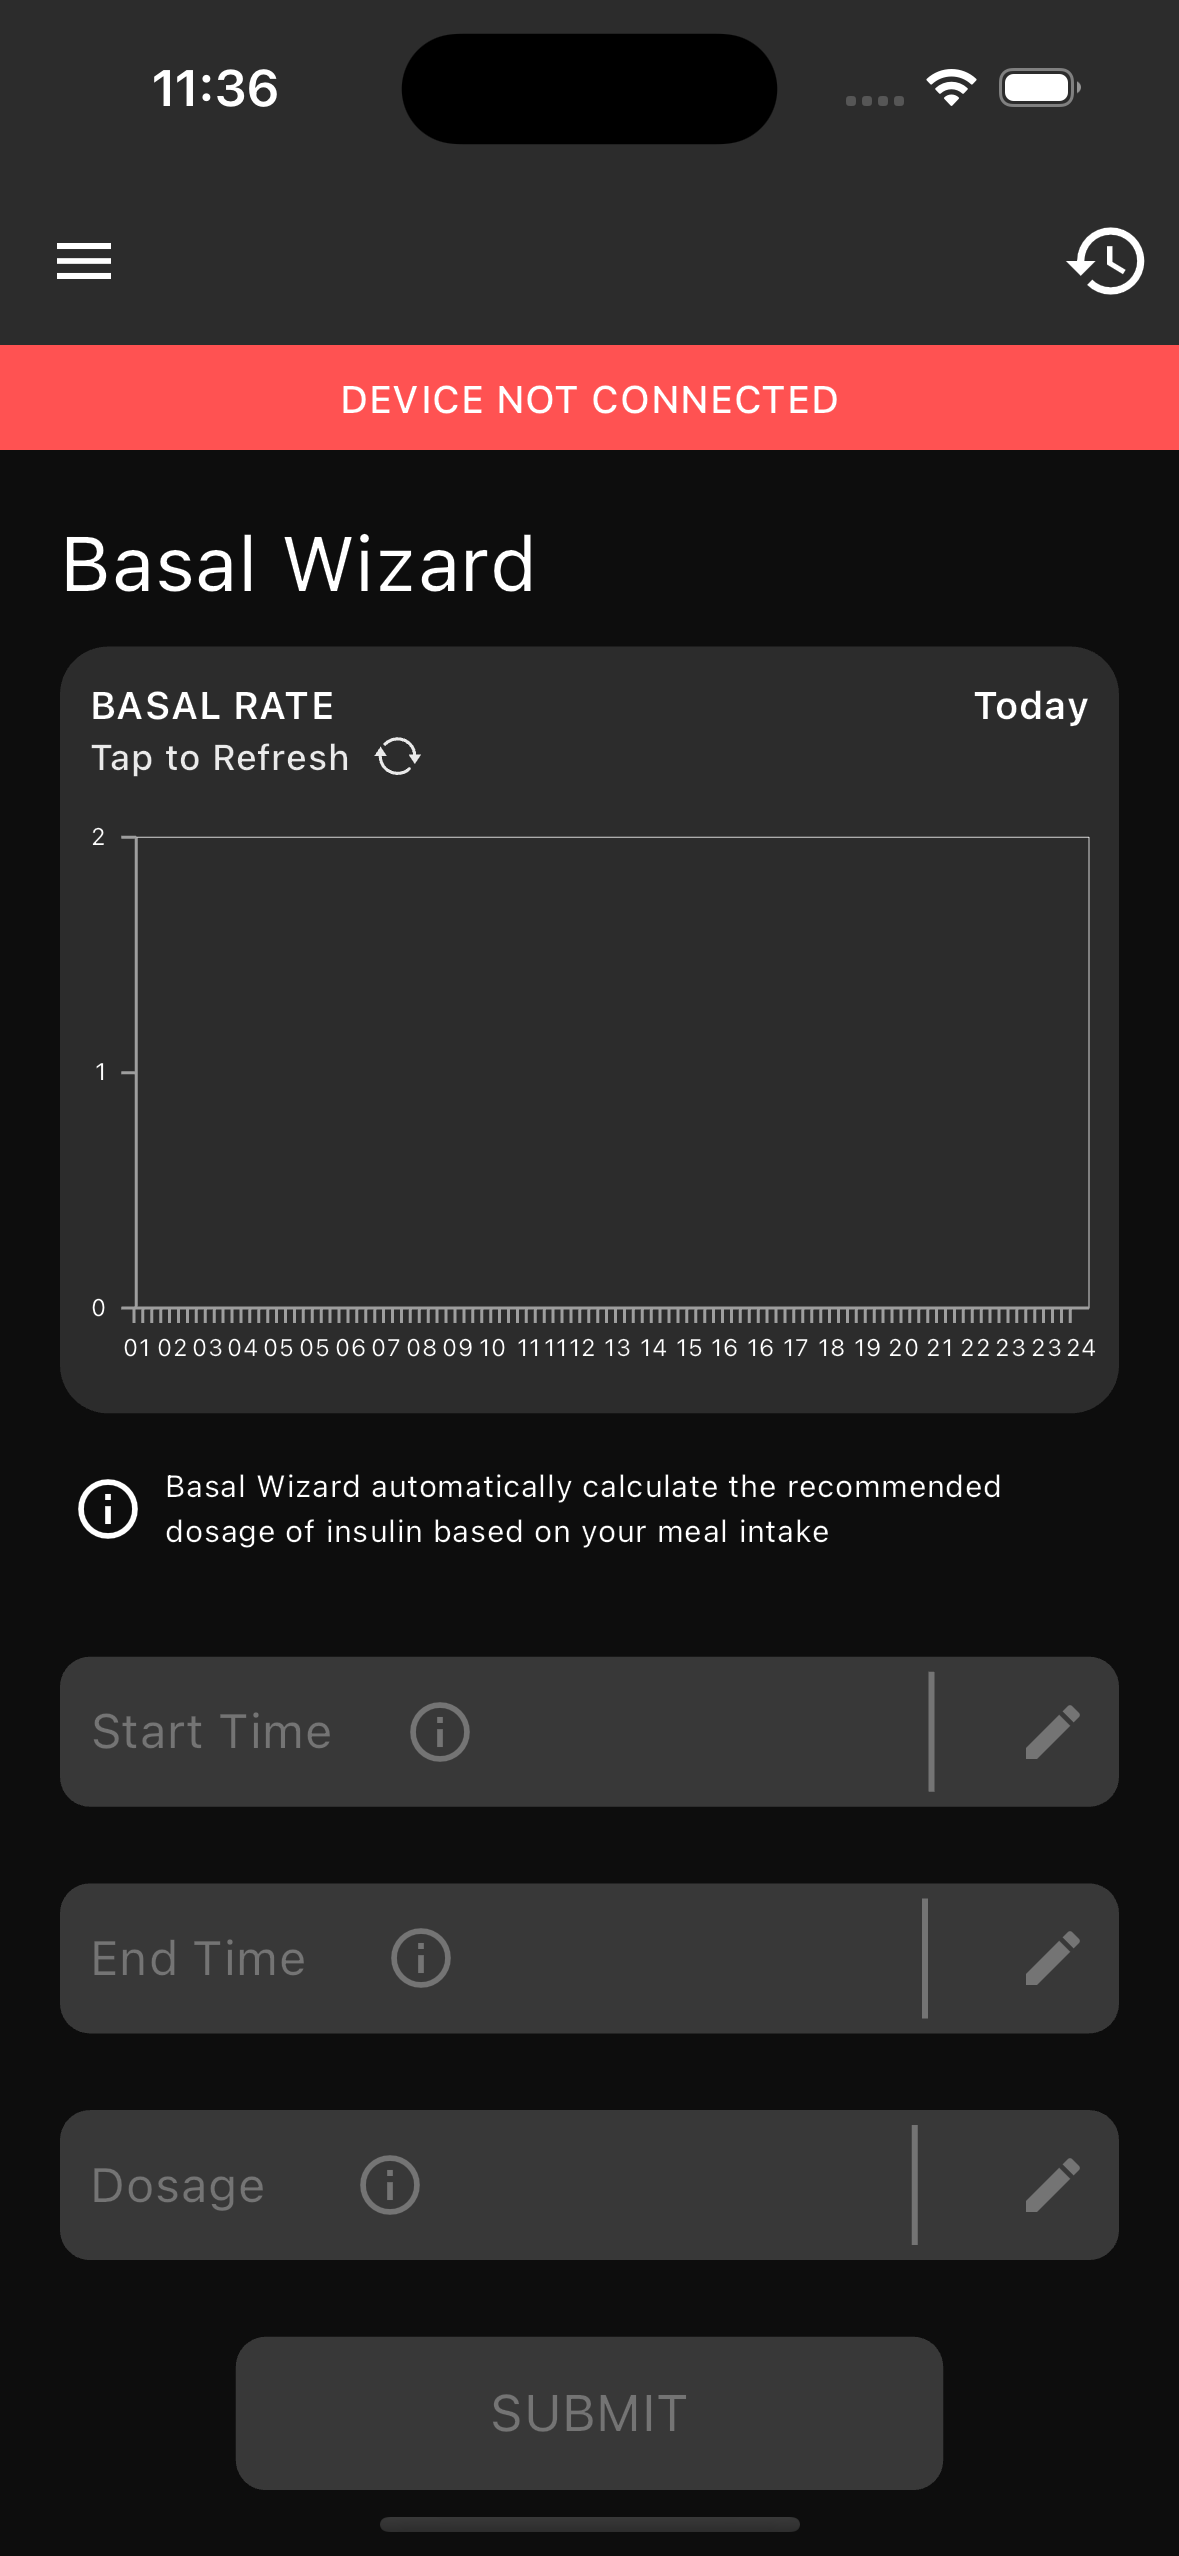 11:36
DEVICE NOT CONNECTED
Basal Wizard
BASAL RATE
Today
Tap to Refresh
2
1
0
01 02 03 04 05 05 06 07 08 09 10 11 11 12 13 14 15 16 16 17 18 19 20 21 22 23 23 24
Basal Wizard automatically calculate the recommended
dosage of insulin based on your meal intake
Start Time
End Time
Dosage
SUBMIT